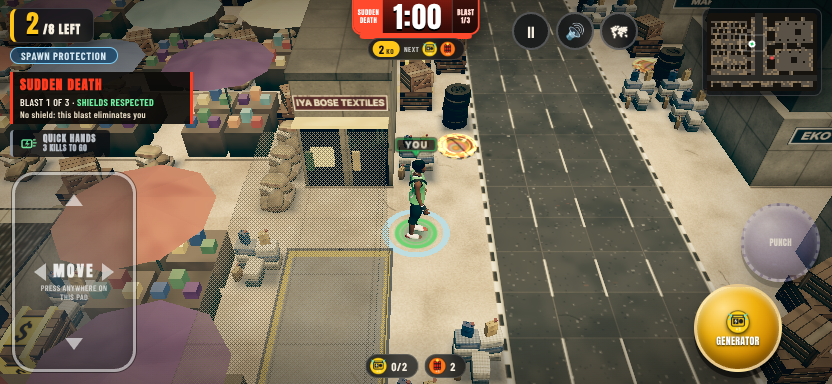 2 /8 LEFT
SPAWN PROTECTION
SUDDEN DEATH
BLAST 1 OF 3 · SHIELDS RESPECTED
No shield: this blast eliminates you
QUICK HANDS
3 KILLS TO GO
SUDDEN DEATH
1:00
BLAST 1/3
2 KO NEXT
IYA BOSE TEXTILES
YOU
EKO
MOVE
PRESS ANYWHERE ON
THIS PAD
PUNCH
GENERATOR
0/2
2